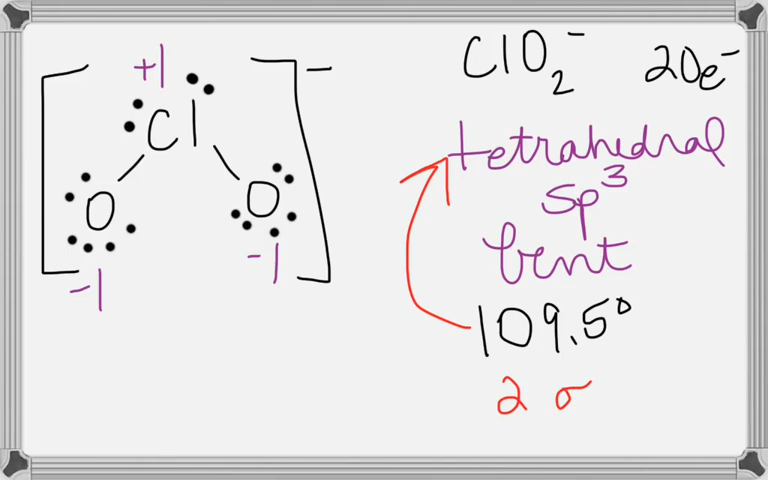 ClO₂⁻ 20e⁻
+1
Cl
O O
-1 -1
tetrahedral
sp³
bent
109.5°
2 σ